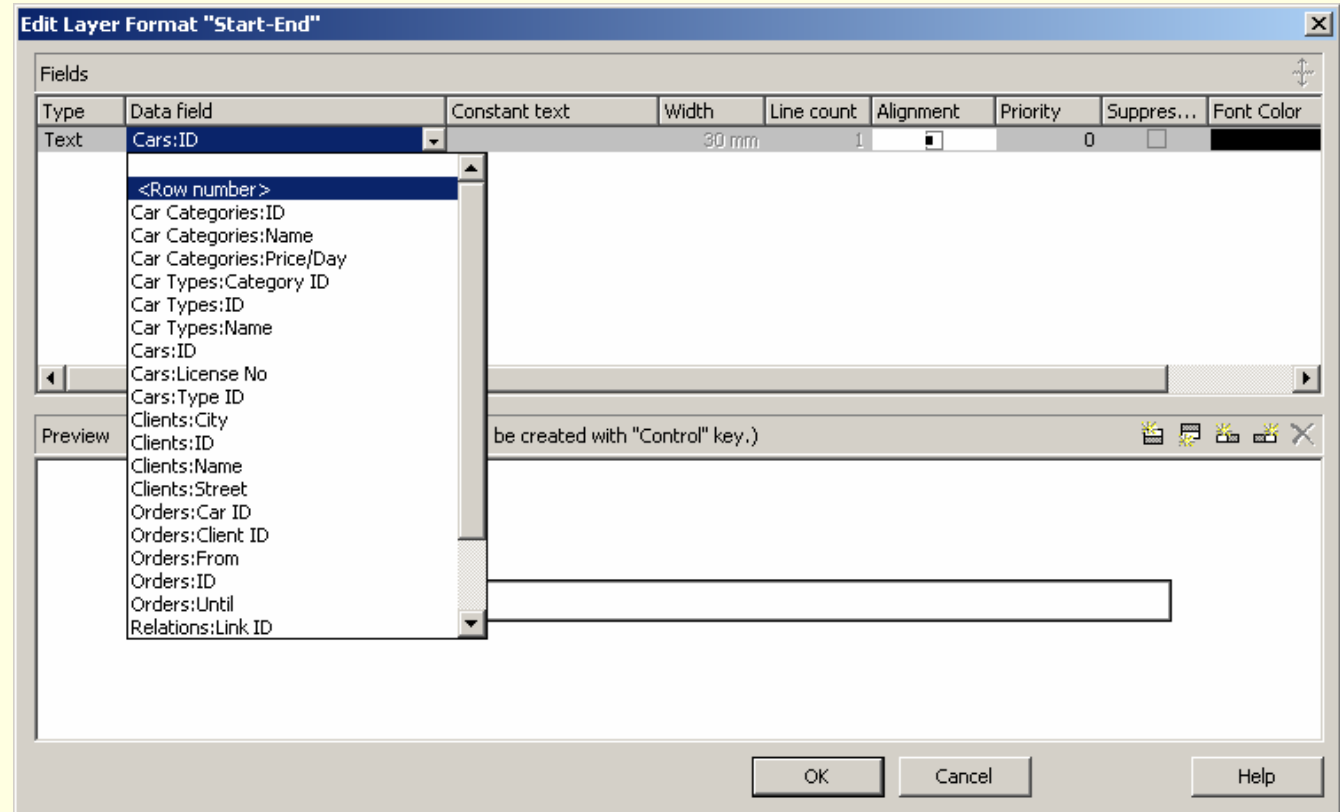 Edit Layer Format "Start-End"
Fields
Type Data field Constant text Width Line count Alignment Priority Suppres... Font Color
Text Cars:ID 30 mm 1 0
<Row number>
Car Categories:ID
Car Categories:Name
Car Categories:Price/Day
Car Types:Category ID
Car Types:ID
Car Types:Name
Cars:ID
Cars:License No
Cars:Type ID
Clients:City
Clients:ID
Clients:Name
Clients:Street
Orders:Car ID
Orders:Client ID
Orders:From
Orders:ID
Orders:Until
Relations:Link ID
Preview be created with "Control" key.)
OK Cancel Help